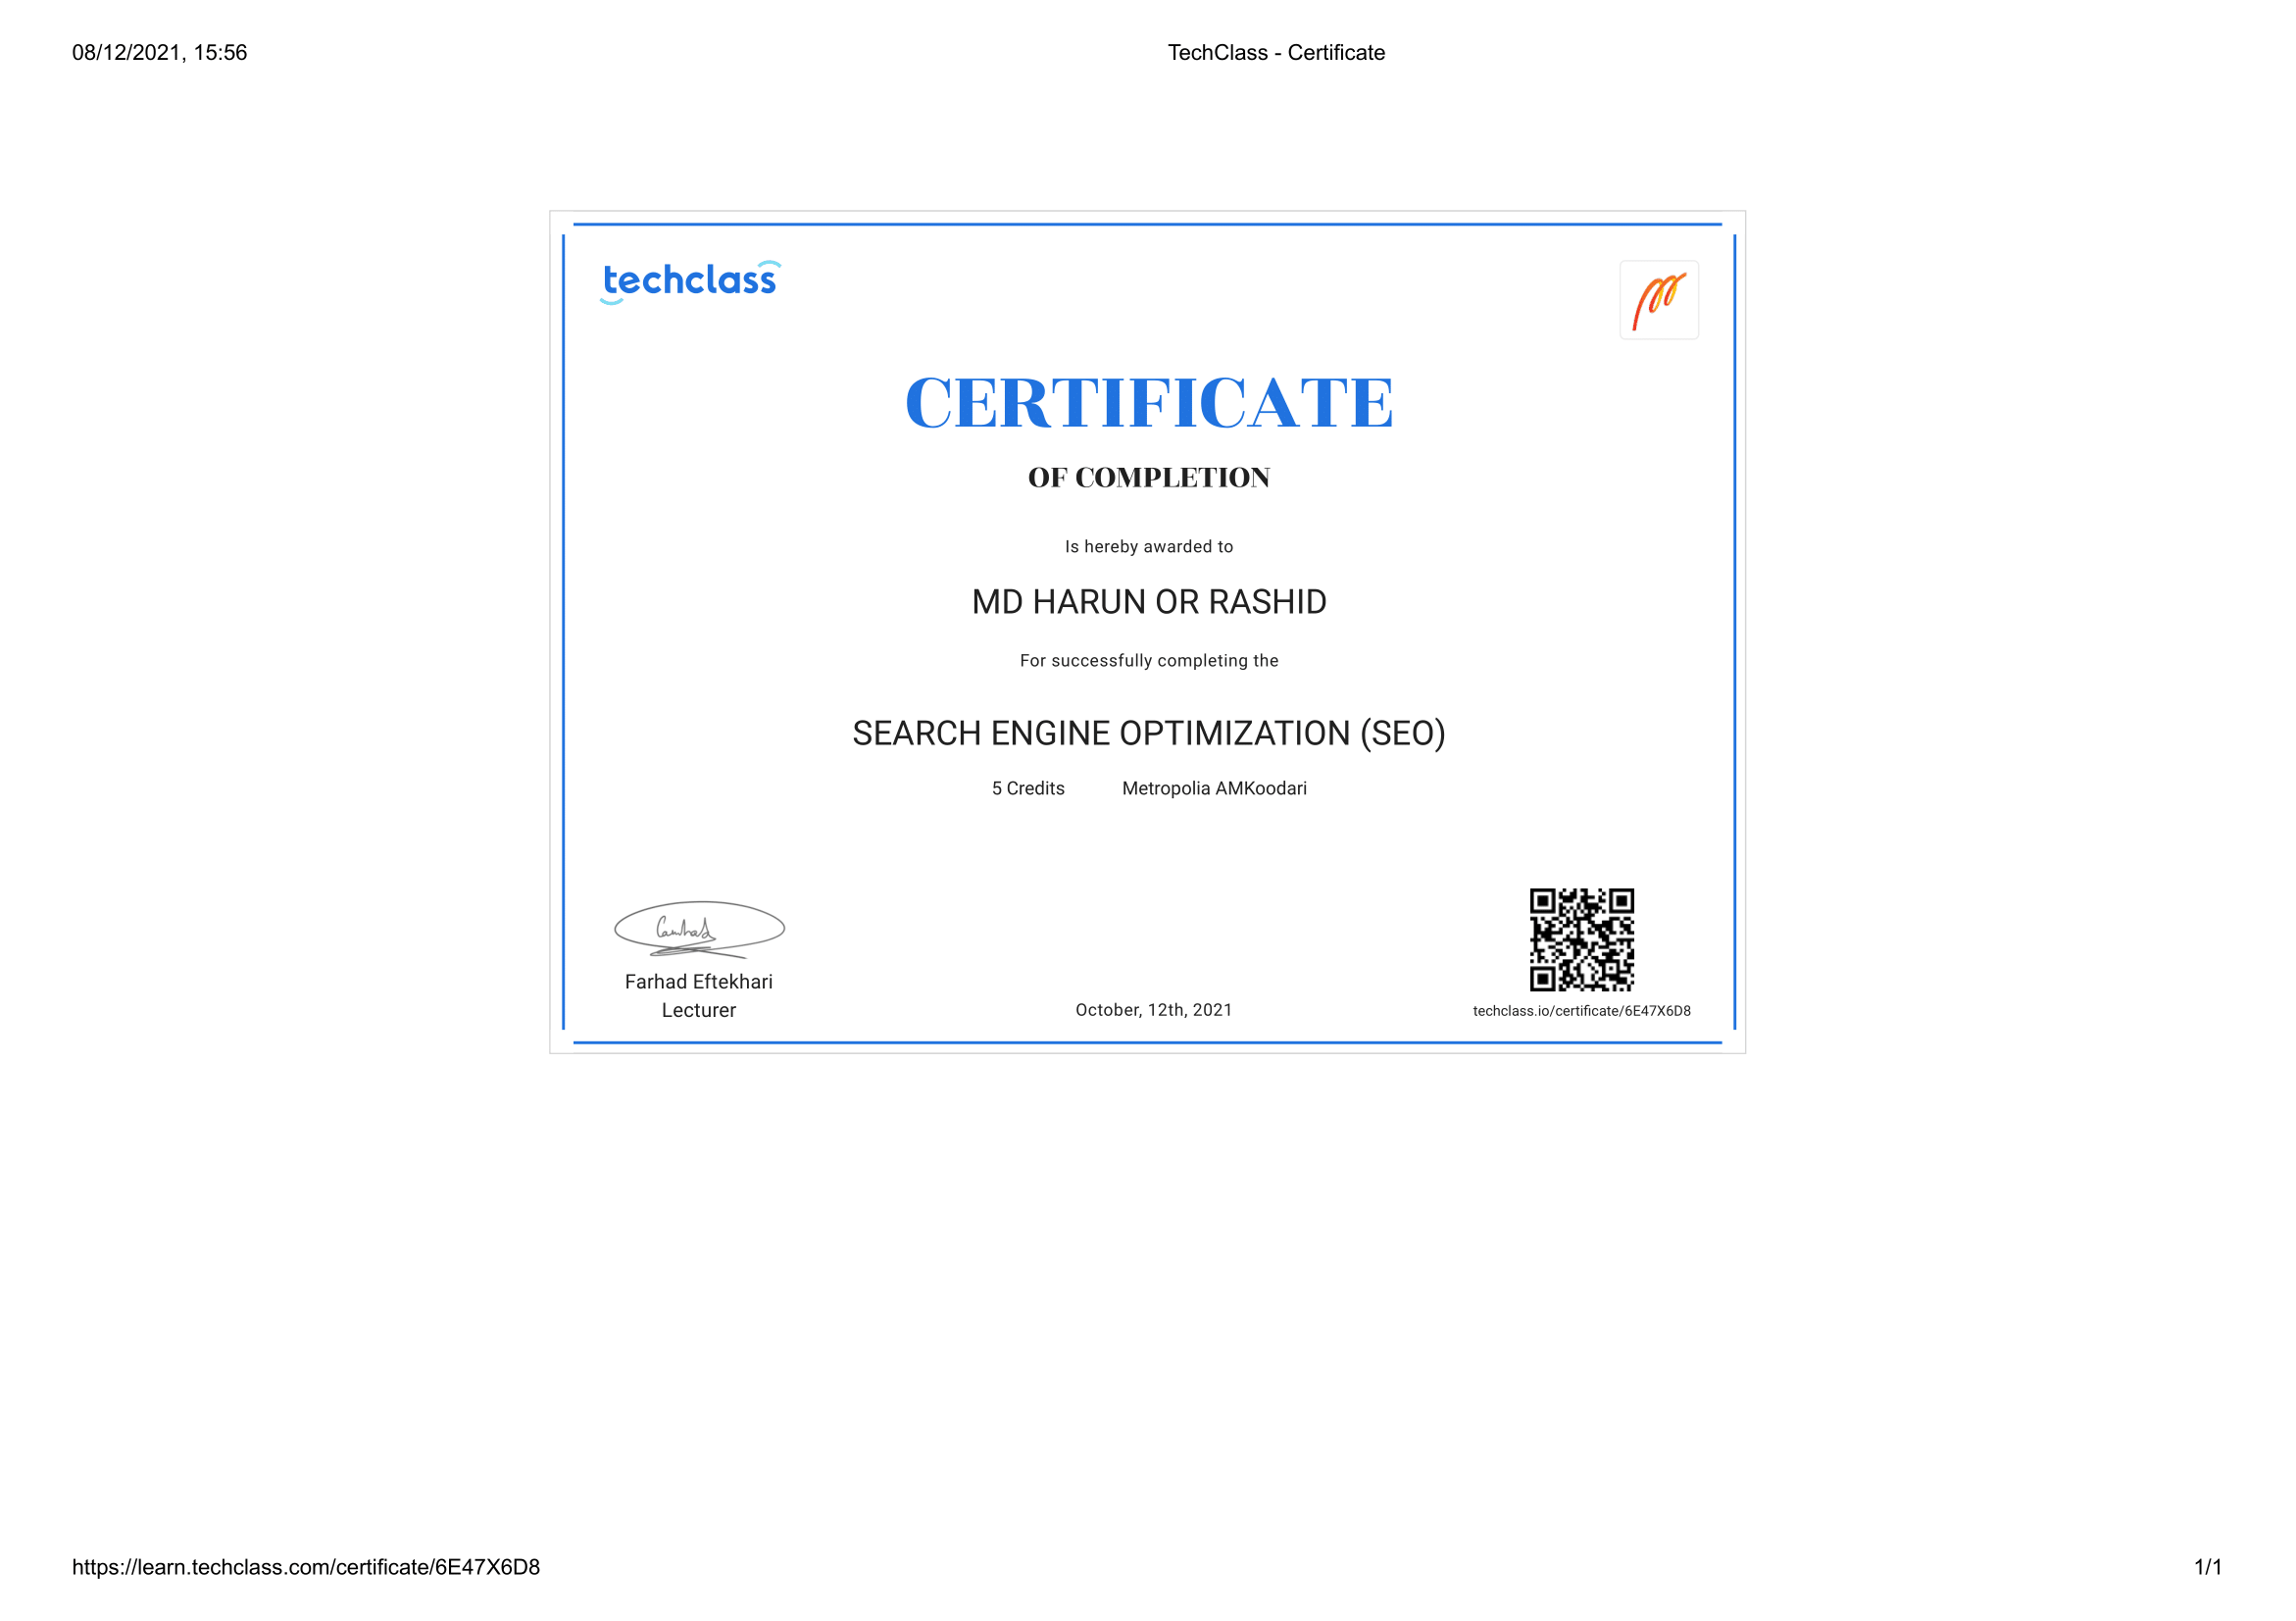 08/12/2021, 15:56
TechClass - Certificate
techclass
CERTIFICATE
OF COMPLETION
Is hereby awarded to
MD HARUN OR RASHID
For successfully completing the
SEARCH ENGINE OPTIMIZATION (SEO)
5 Credits Metropolia AMKoodari
Farhad Eftekhari
Lecturer
October, 12th, 2021
techclass.io/certificate/6E47X6D8
https://learn.techclass.com/certificate/6E47X6D8
1/1